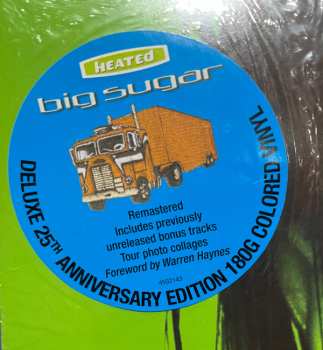 HEATED
big sugar
Remastered
Includes previously
unreleased bonus tracks
Tour photo collages
Foreword by Warren Haynes
DELUXE 25TH ANNIVERSARY EDITION 180G COLORED VINYL